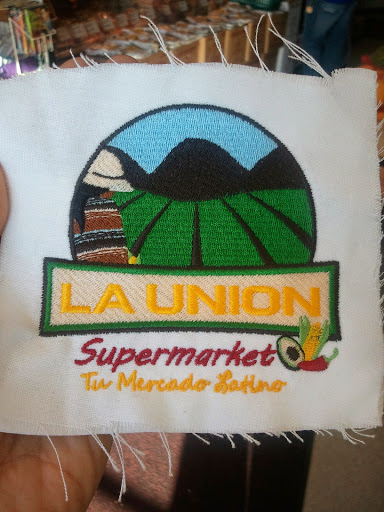 LA UNION
Supermarket
Tu Mercado Latino